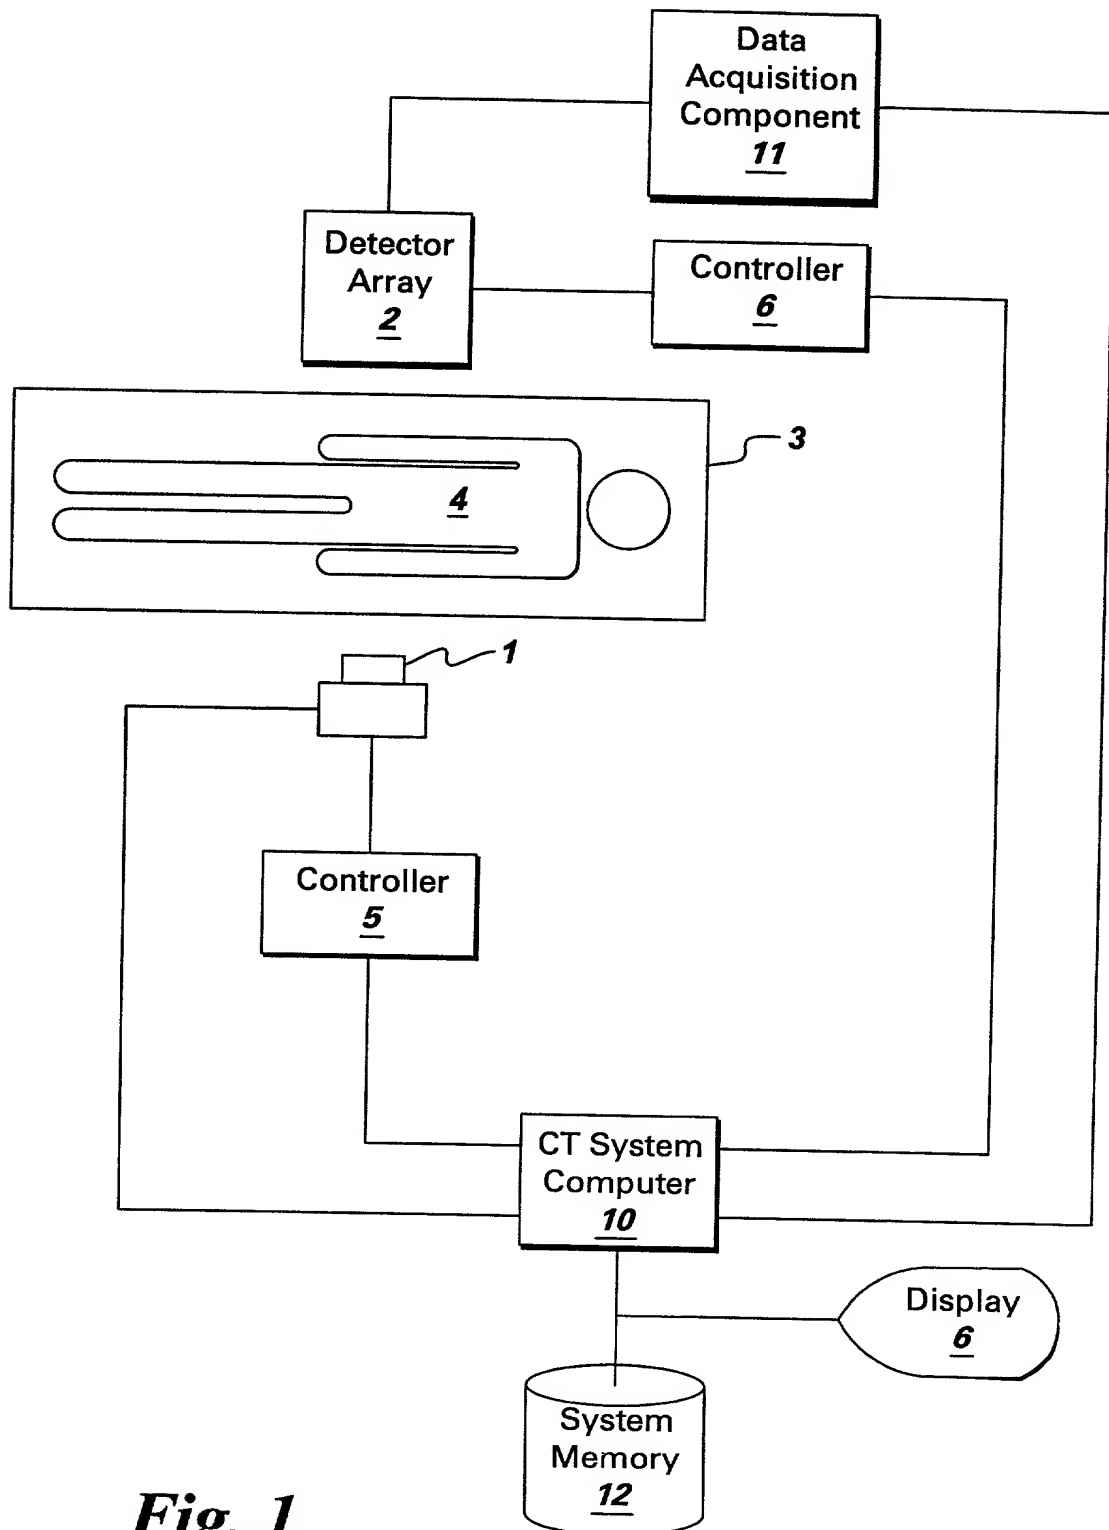 Data
Acquisition
Component
11
Detector
Array
2
Controller
6
3
4
1
Controller
5
CT System
Computer
10
Display
6
System
Memory
12
Fig. 1